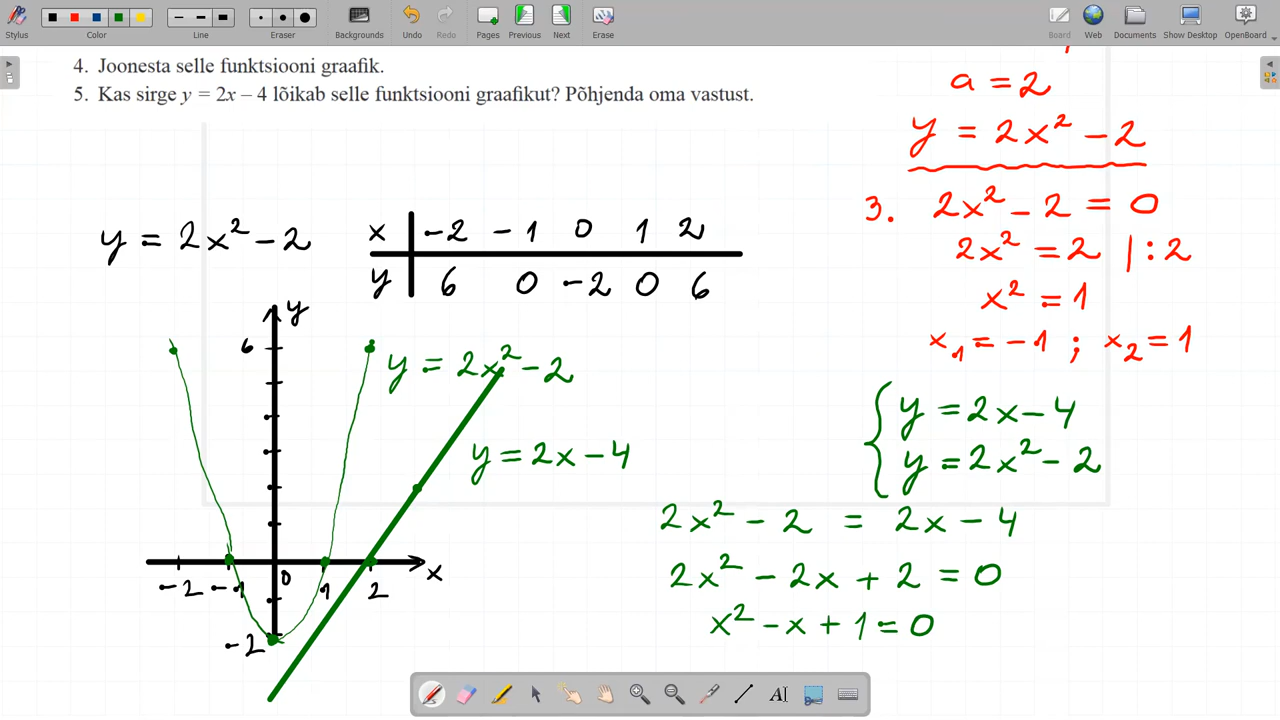 Stylus Color Line Eraser Backgrounds Undo Redo Pages Previous Next Erase Board Web Documents Show Desktop OpenBoard
4. Joonesta selle funktsiooni graafik.
5. Kas sirge y = 2x – 4 lõikab selle funktsiooni graafikut? Põhjenda oma vastust.
y = 2x² − 2
x −2 −1 0 1 2
y 6 0 −2 0 6
y
6
y = 2x² − 2
y = 2x − 4
−2 −1 0 1 2 x
−2
a = 2
y = 2x² − 2
3. 2x² − 2 = 0
2x² = 2 | : 2
x² = 1
x₁ = −1 ; x₂ = 1
y = 2x − 4
y = 2x² − 2
2x² − 2 = 2x − 4
2x² − 2x + 2 = 0
x² − x + 1 = 0